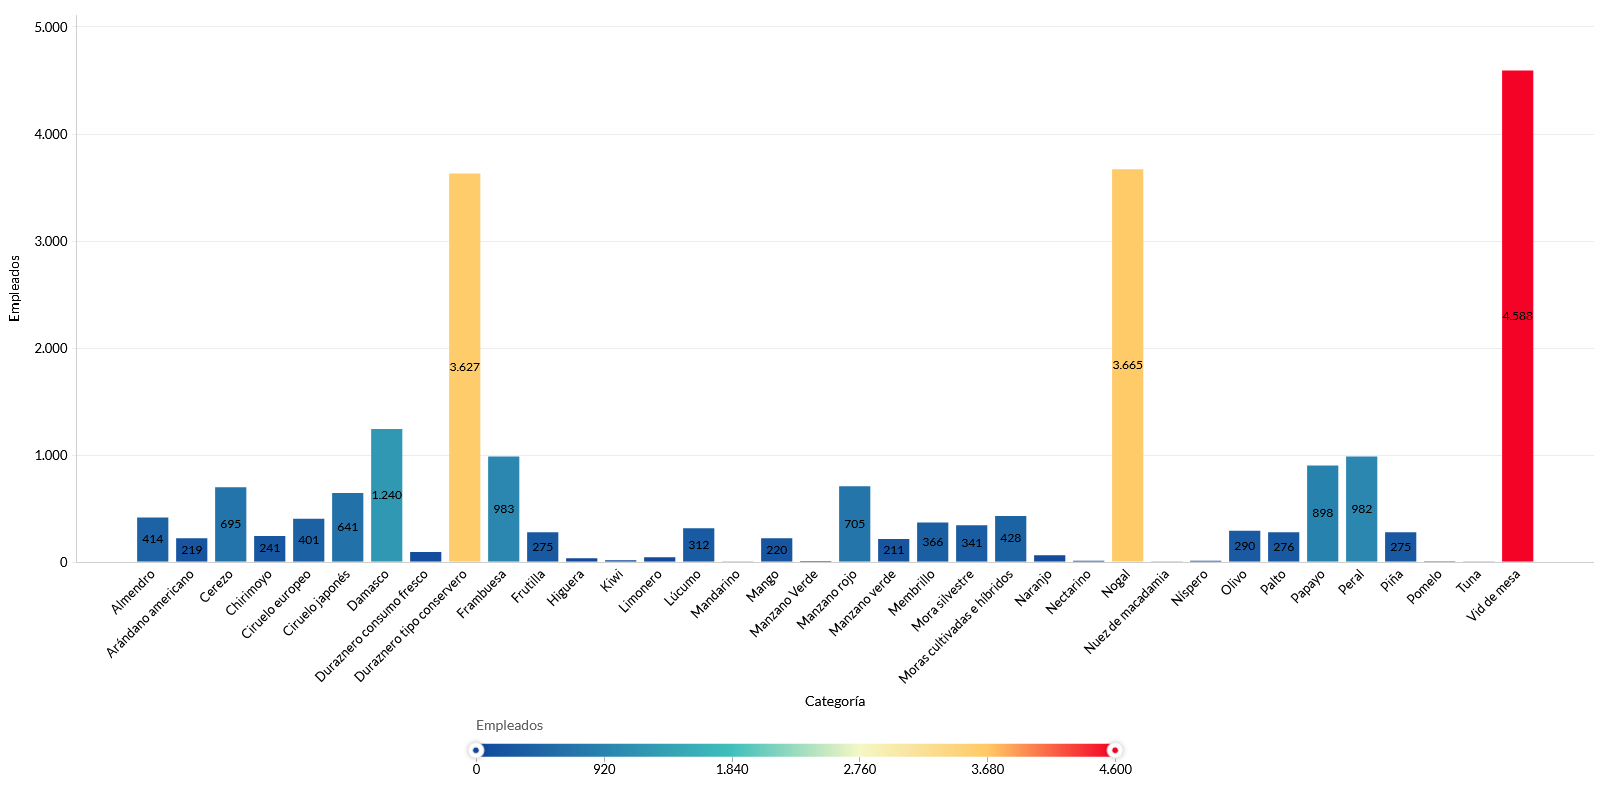 5.000
4.000
3.000
2.000
1.000
0
Empleados
414
219
695
241
401
641
1.240
3.627
983
275
312
220
705
211
366
341
428
3.665
290
276
898
982
275
4.588
Almendro
Arándano americano
Cerezo
Chirimoyo
Ciruelo europeo
Ciruelo japonés
Damasco
Duraznero consumo fresco
Duraznero tipo conservero
Frambuesa
Frutilla
Higuera
Kiwi
Limonero
Lúcumo
Mandarino
Mango
Manzano Verde
Manzano rojo
Manzano verde
Membrillo
Mora silvestre
Moras cultivadas e híbridos
Naranjo
Nectarino
Nogal
Nuez de macadamia
Níspero
Olivo
Palto
Papayo
Peral
Piña
Pomelo
Tuna
Vid de mesa
Categoría
Empleados
0 920 1.840 2.760 3.680 4.600